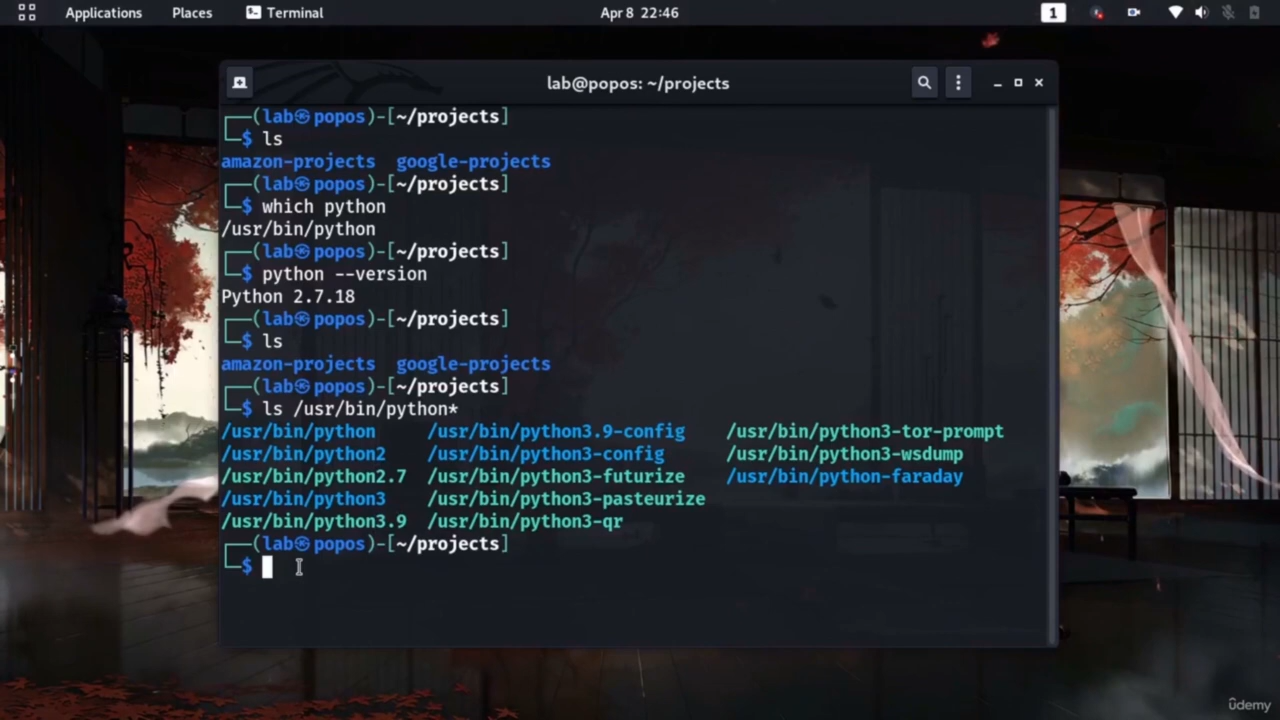 Applications Places Terminal Apr 8 22:46 1
lab@popos: ~/projects
┌──(lab㉿popos)-[~/projects]
└─$ ls
amazon-projects google-projects
┌──(lab㉿popos)-[~/projects]
└─$ which python
/usr/bin/python
┌──(lab㉿popos)-[~/projects]
└─$ python --version
Python 2.7.18
┌──(lab㉿popos)-[~/projects]
└─$ ls
amazon-projects google-projects
┌──(lab㉿popos)-[~/projects]
└─$ ls /usr/bin/python*
/usr/bin/python /usr/bin/python3.9-config /usr/bin/python3-tor-prompt
/usr/bin/python2 /usr/bin/python3-config /usr/bin/python3-wsdump
/usr/bin/python2.7 /usr/bin/python3-futurize /usr/bin/python-faraday
/usr/bin/python3 /usr/bin/python3-pasteurize
/usr/bin/python3.9 /usr/bin/python3-qr
┌──(lab㉿popos)-[~/projects]
└─$
ûdemy